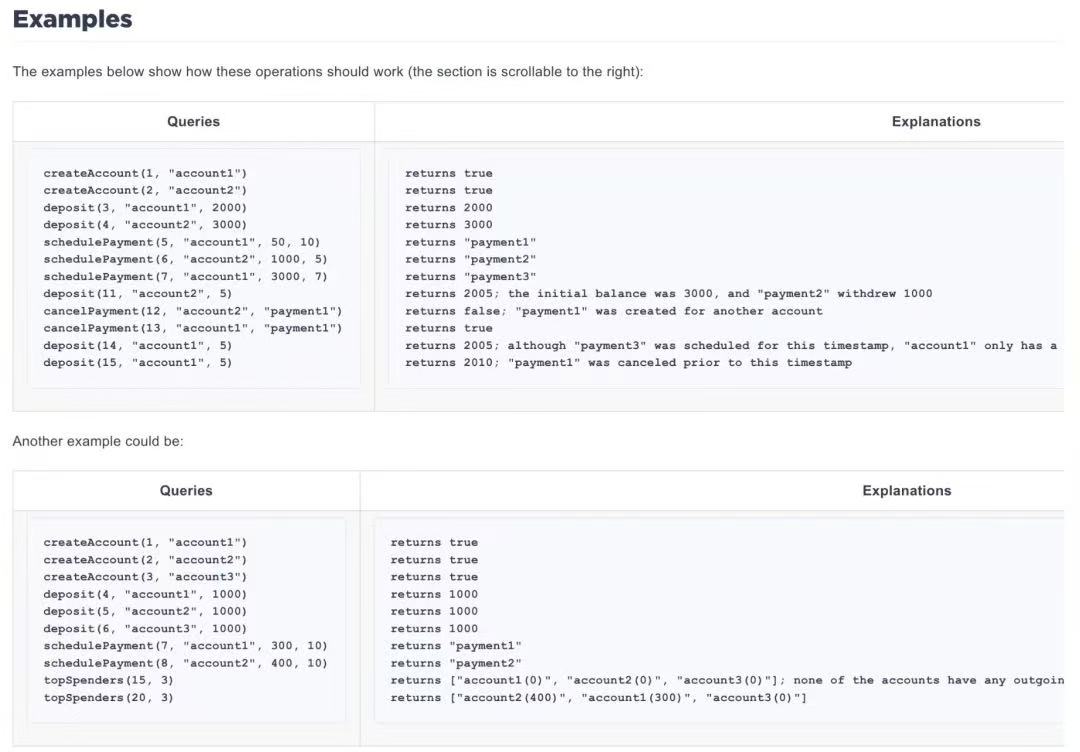 Examples
The examples below show how these operations should work (the section is scrollable to the right):
Queries
Explanations
createAccount(1, "account1")
createAccount(2, "account2")
deposit(3, "account1", 2000)
deposit(4, "account2", 3000)
schedulePayment(5, "account1", 50, 10)
schedulePayment(6, "account2", 1000, 5)
schedulePayment(7, "account1", 3000, 7)
deposit(11, "account2", 5)
cancelPayment(12, "account2", "payment1")
cancelPayment(13, "account1", "payment1")
deposit(14, "account1", 5)
deposit(15, "account1", 5)
returns true
returns true
returns 2000
returns 3000
returns "payment1"
returns "payment2"
returns "payment3"
returns 2005; the initial balance was 3000, and "payment2" withdrew 1000
returns false; "payment1" was created for another account
returns true
returns 2005; although "payment3" was scheduled for this timestamp, "account1" only has a
returns 2010; "payment1" was canceled prior to this timestamp
Another example could be:
Queries
Explanations
createAccount(1, "account1")
createAccount(2, "account2")
createAccount(3, "account3")
deposit(4, "account1", 1000)
deposit(5, "account2", 1000)
deposit(6, "account3", 1000)
schedulePayment(7, "account1", 300, 10)
schedulePayment(8, "account2", 400, 10)
topSpenders(15, 3)
topSpenders(20, 3)
returns true
returns true
returns true
returns 1000
returns 1000
returns 1000
returns "payment1"
returns "payment2"
returns ["account1(0)", "account2(0)", "account3(0)"]; none of the accounts have any outgoin
returns ["account2(400)", "account1(300)", "account3(0)"]